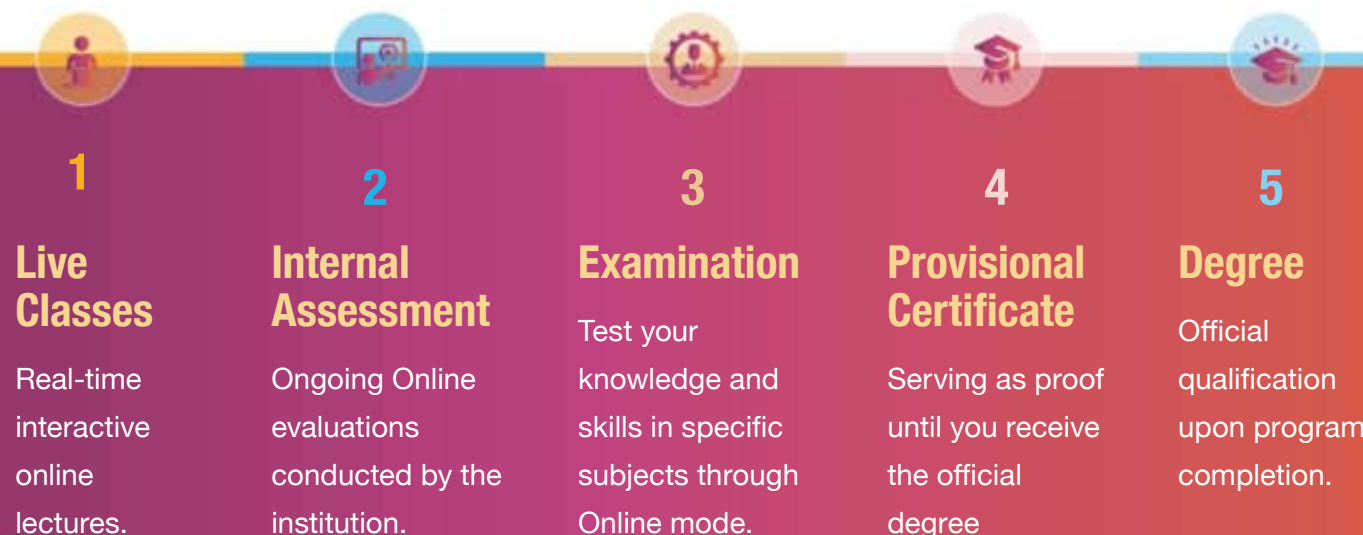 1
Live
Classes
Real-time
interactive
online
lectures.
2
Internal
Assessment
Ongoing Online
evaluations
conducted by the
institution.
3
Examination
Test your
knowledge and
skills in specific
subjects through
Online mode.
4
Provisional
Certificate
Serving as proof
until you receive
the official
degree
5
Degree
Official
qualification
upon program
completion.